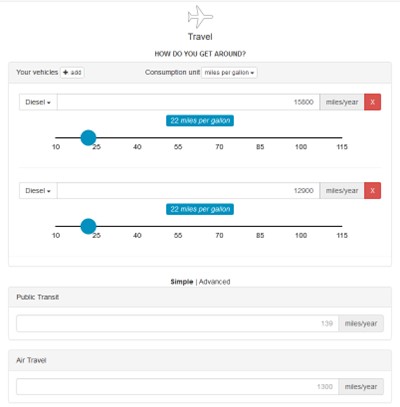 Travel
HOW DO YOU GET AROUND?
Your vehicles + add Consumption unit miles per gallon
Diesel 15600 miles/year X
22 miles per gallon
10 25 40 55 70 85 100 115
Diesel 12900 miles/year X
22 miles per gallon
10 25 40 55 70 85 100 115
Simple | Advanced
Public Transit
139 miles/year
Air Travel
1300 miles/year